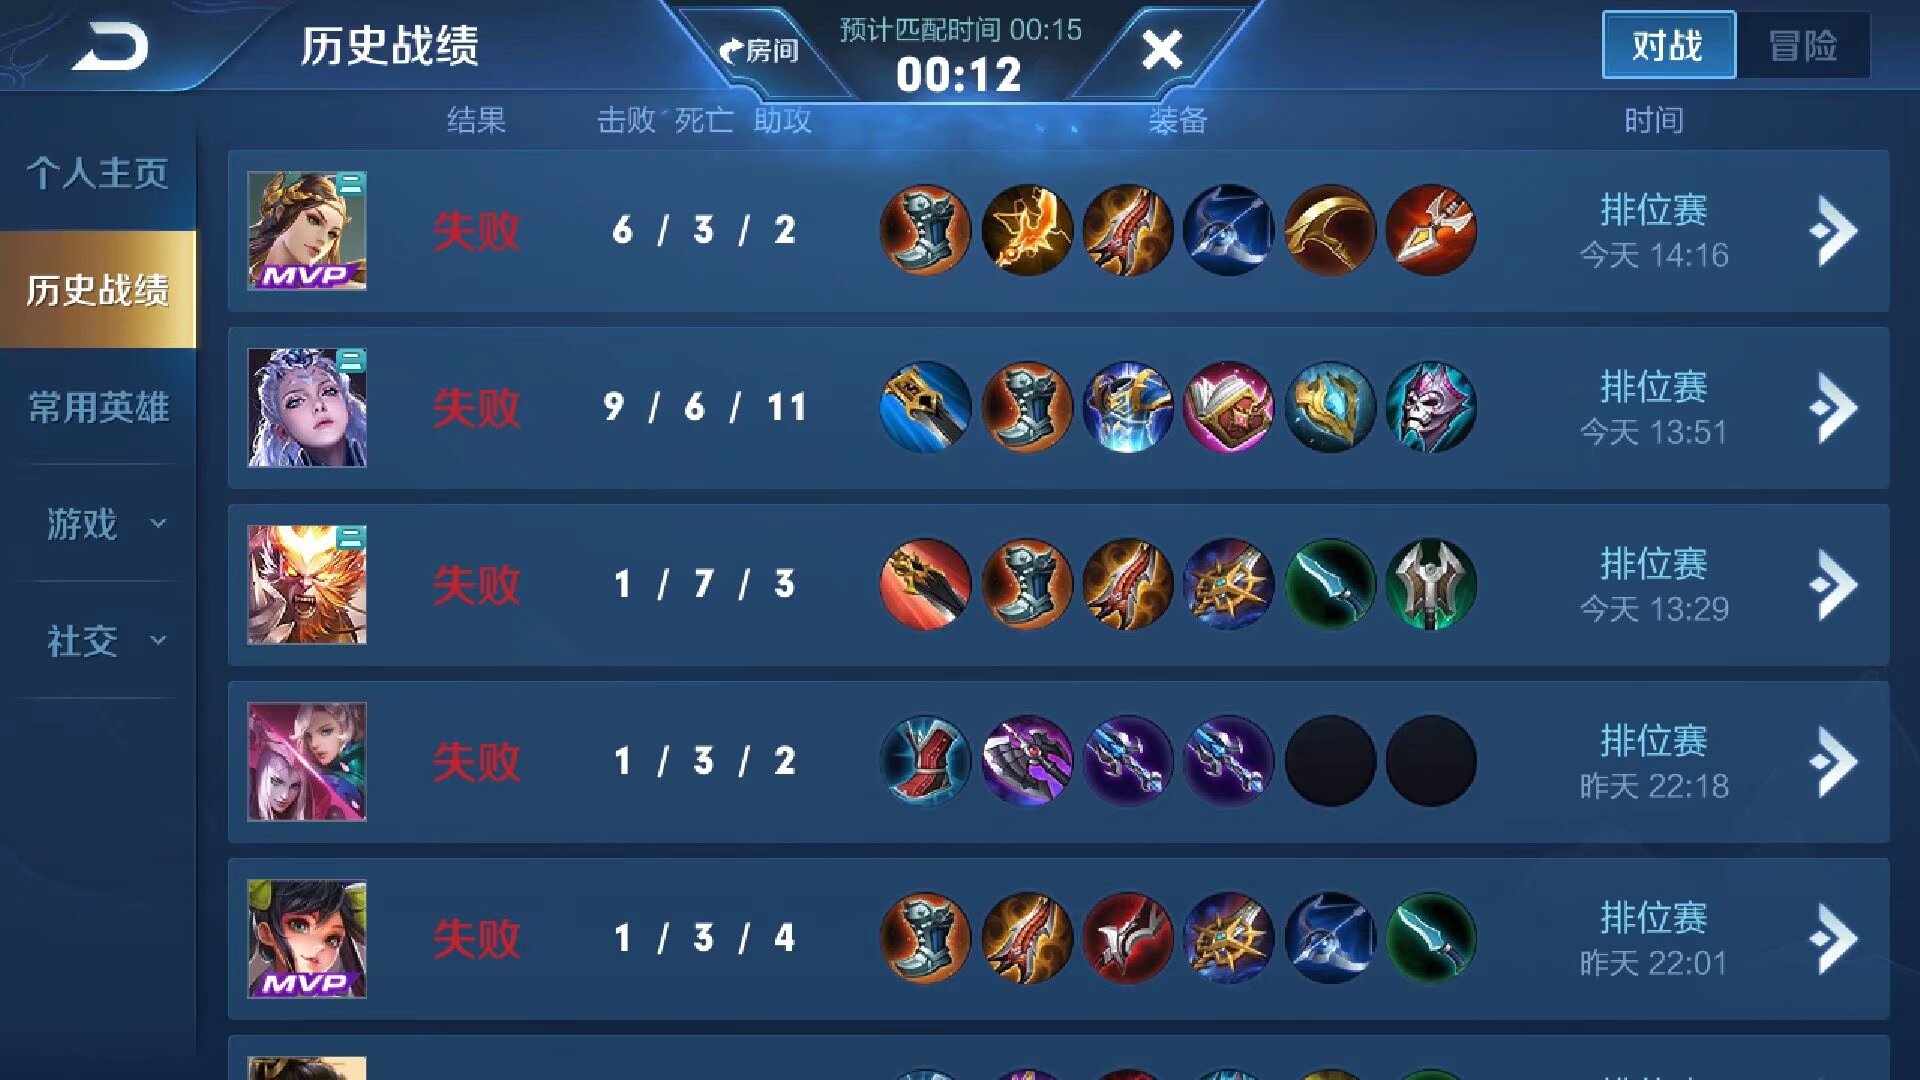 历史战绩
房间
预计匹配时间 00:15
00:12
对战
冒险
结果 击败 死亡 助攻 装备 时间
个人主页
历史战绩
常用英雄
游戏
社交
MVP
失败
6 / 3 / 2
排位赛
今天 14:16
失败
9 / 6 / 11
排位赛
今天 13:51
失败
1 / 7 / 3
排位赛
今天 13:29
失败
1 / 3 / 2
排位赛
昨天 22:18
MVP
失败
1 / 3 / 4
排位赛
昨天 22:01